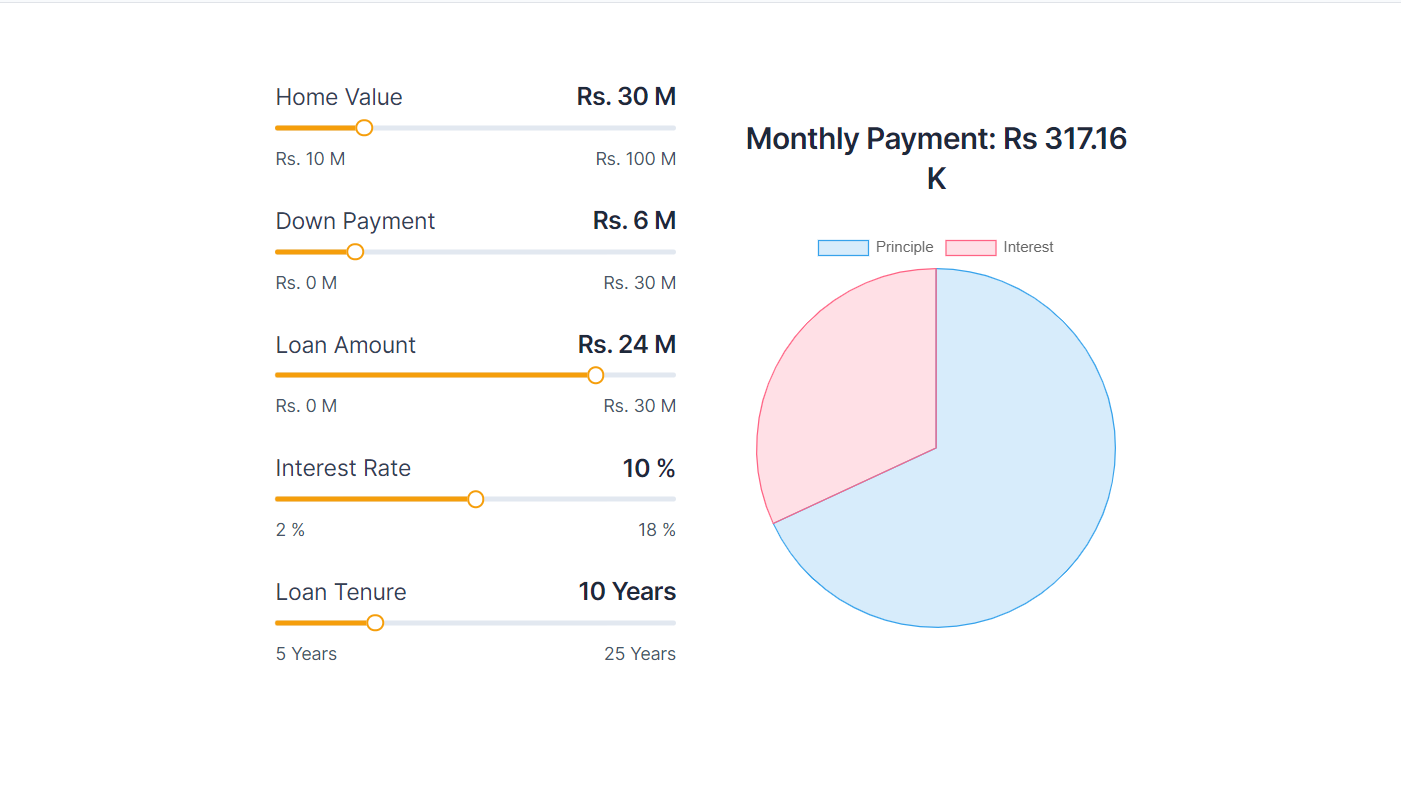 Home Value Rs. 30 M
Rs. 10 M Rs. 100 M
Down Payment Rs. 6 M
Rs. 0 M Rs. 30 M
Loan Amount Rs. 24 M
Rs. 0 M Rs. 30 M
Interest Rate 10 %
2 % 18 %
Loan Tenure 10 Years
5 Years 25 Years
Monthly Payment: Rs 317.16
K
Principle Interest